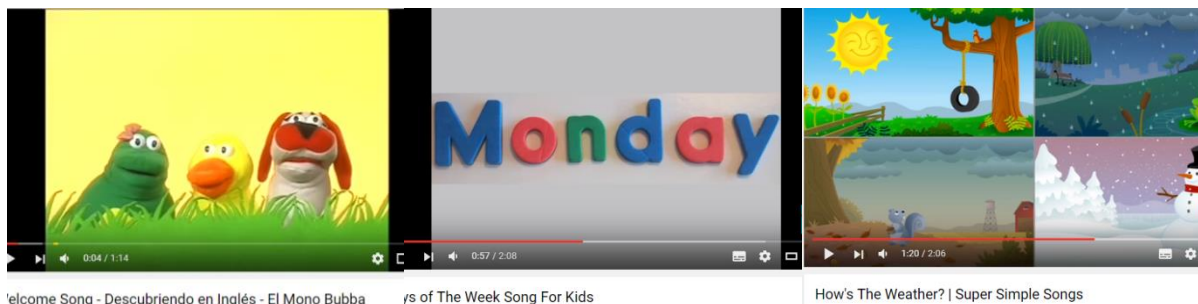 Monday
0:04 / 1:14
0:57 / 2:08
1:20 / 2:06
elcome Song - Descubriendo en Inglés - El Mono Bubba
ys of The Week Song For Kids
How's The Weather? | Super Simple Songs